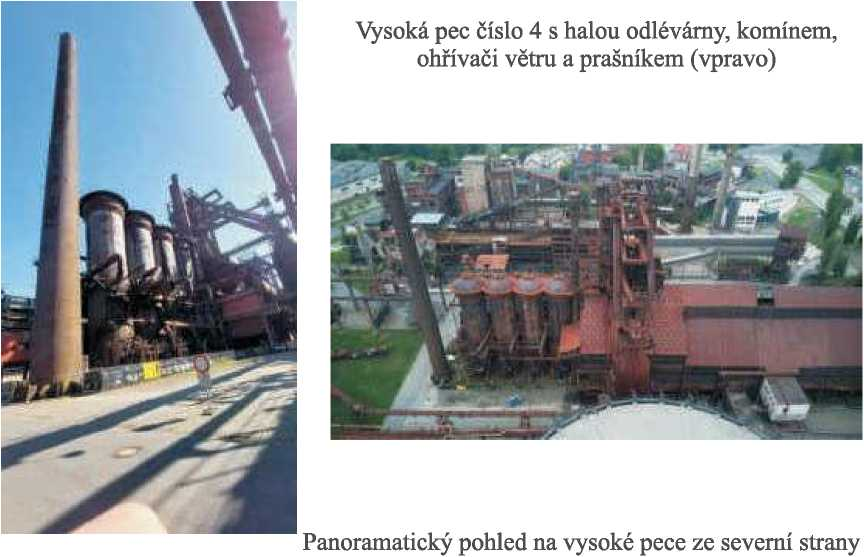 Vysoká pec číslo 4 s halou odlévárny, komínem,
ohřívači větru a prašníkem (vpravo)
Panoramatický pohled na vysoké pece ze severní strany